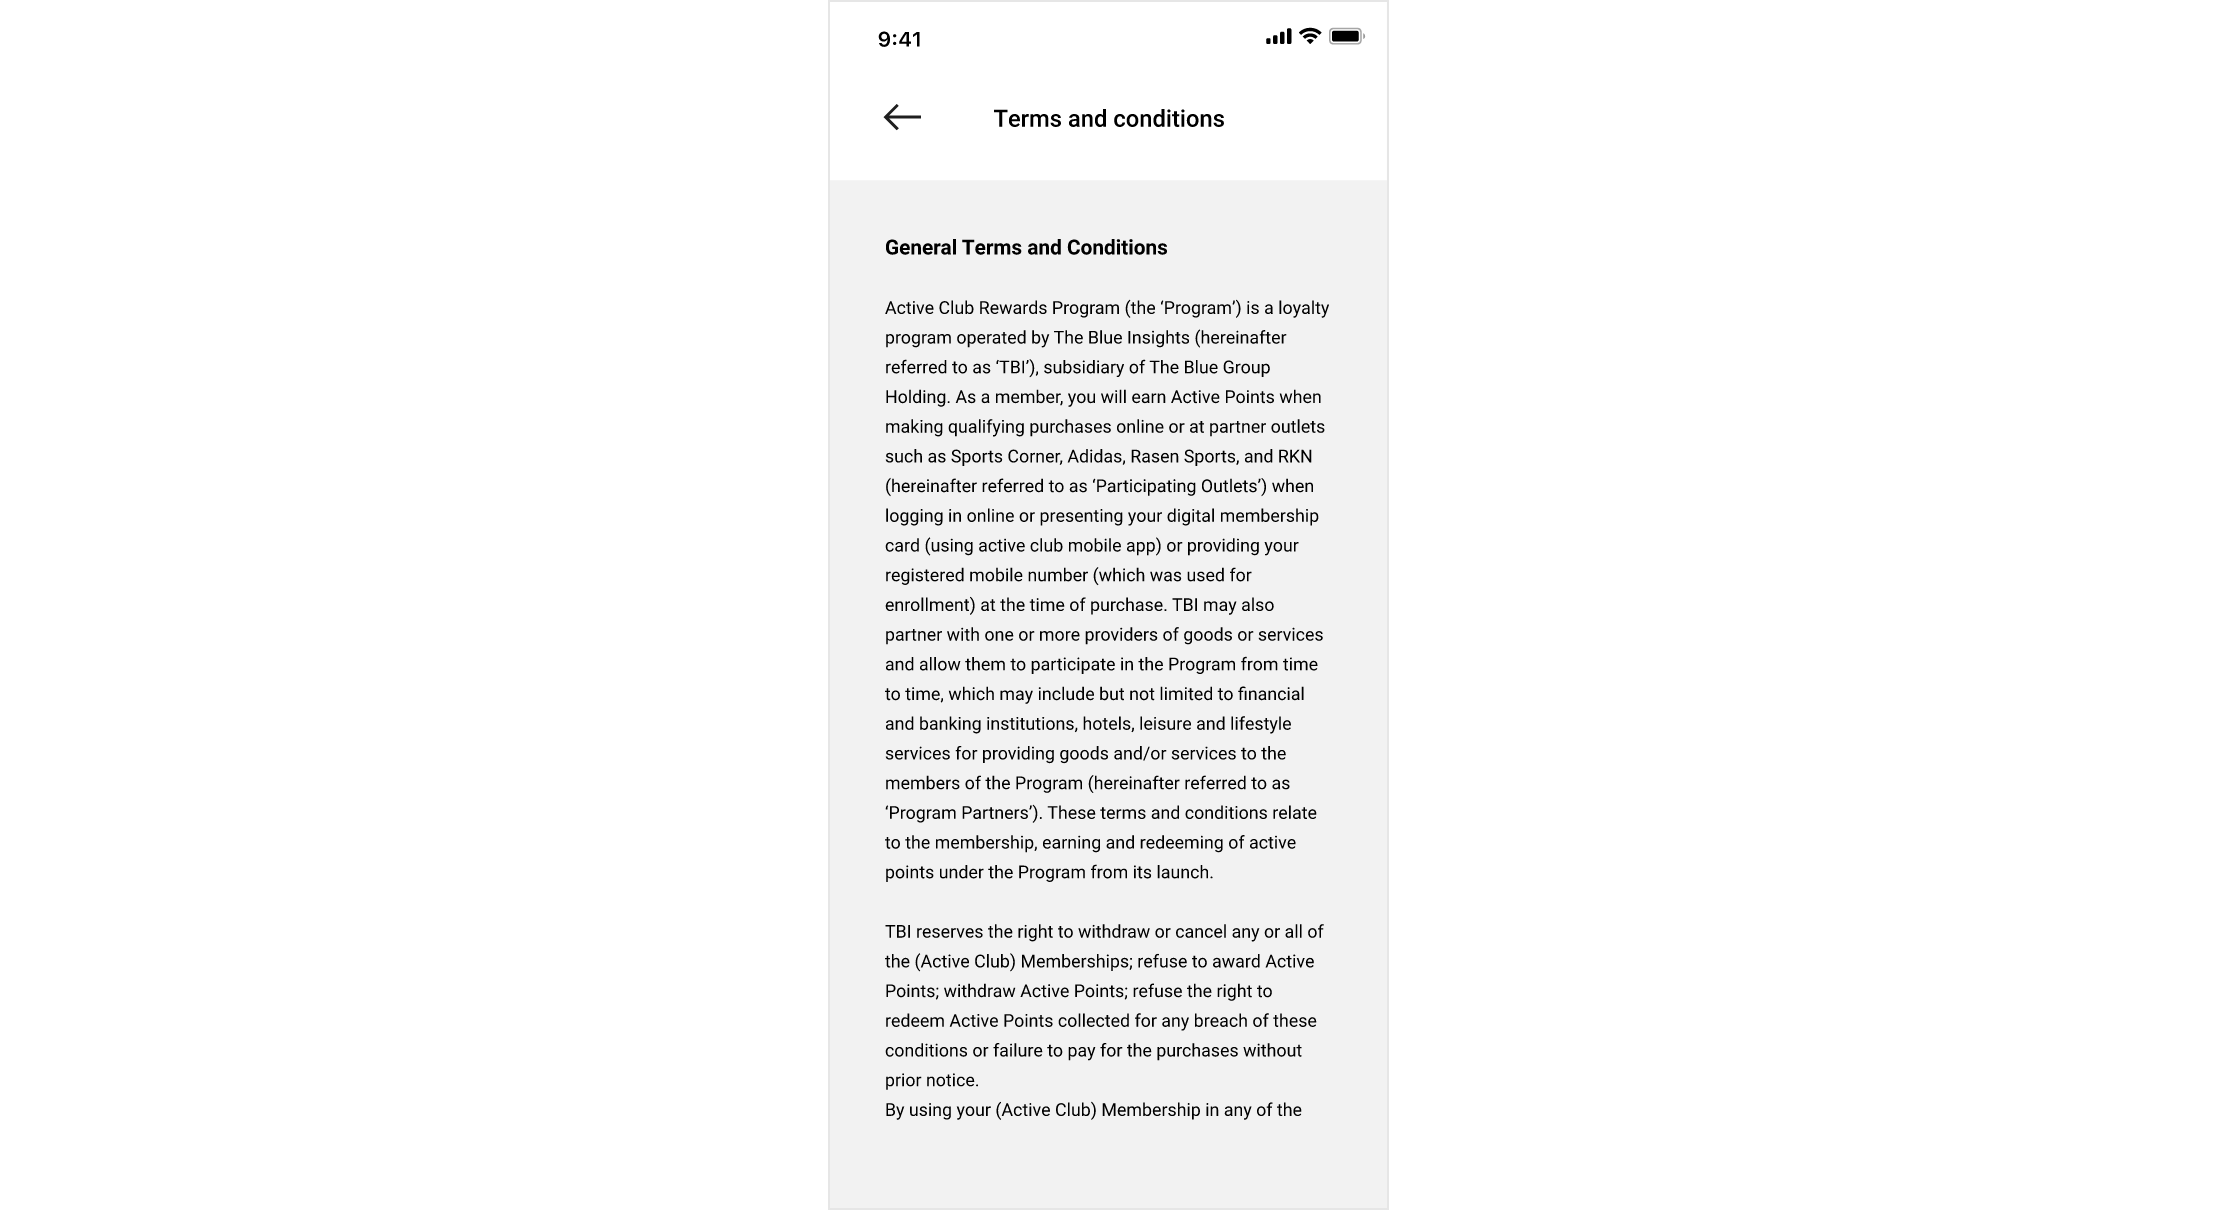 9:41
Terms and conditions
General Terms and Conditions
Active Club Rewards Program (the ‘Program’) is a loyalty
program operated by The Blue Insights (hereinafter
referred to as ‘TBI’), subsidiary of The Blue Group
Holding. As a member, you will earn Active Points when
making qualifying purchases online or at partner outlets
such as Sports Corner, Adidas, Rasen Sports, and RKN
(hereinafter referred to as ‘Participating Outlets’) when
logging in online or presenting your digital membership
card (using active club mobile app) or providing your
registered mobile number (which was used for
enrollment) at the time of purchase. TBI may also
partner with one or more providers of goods or services
and allow them to participate in the Program from time
to time, which may include but not limited to financial
and banking institutions, hotels, leisure and lifestyle
services for providing goods and/or services to the
members of the Program (hereinafter referred to as
‘Program Partners’). These terms and conditions relate
to the membership, earning and redeeming of active
points under the Program from its launch.
TBI reserves the right to withdraw or cancel any or all of
the (Active Club) Memberships; refuse to award Active
Points; withdraw Active Points; refuse the right to
redeem Active Points collected for any breach of these
conditions or failure to pay for the purchases without
prior notice.
By using your (Active Club) Membership in any of the